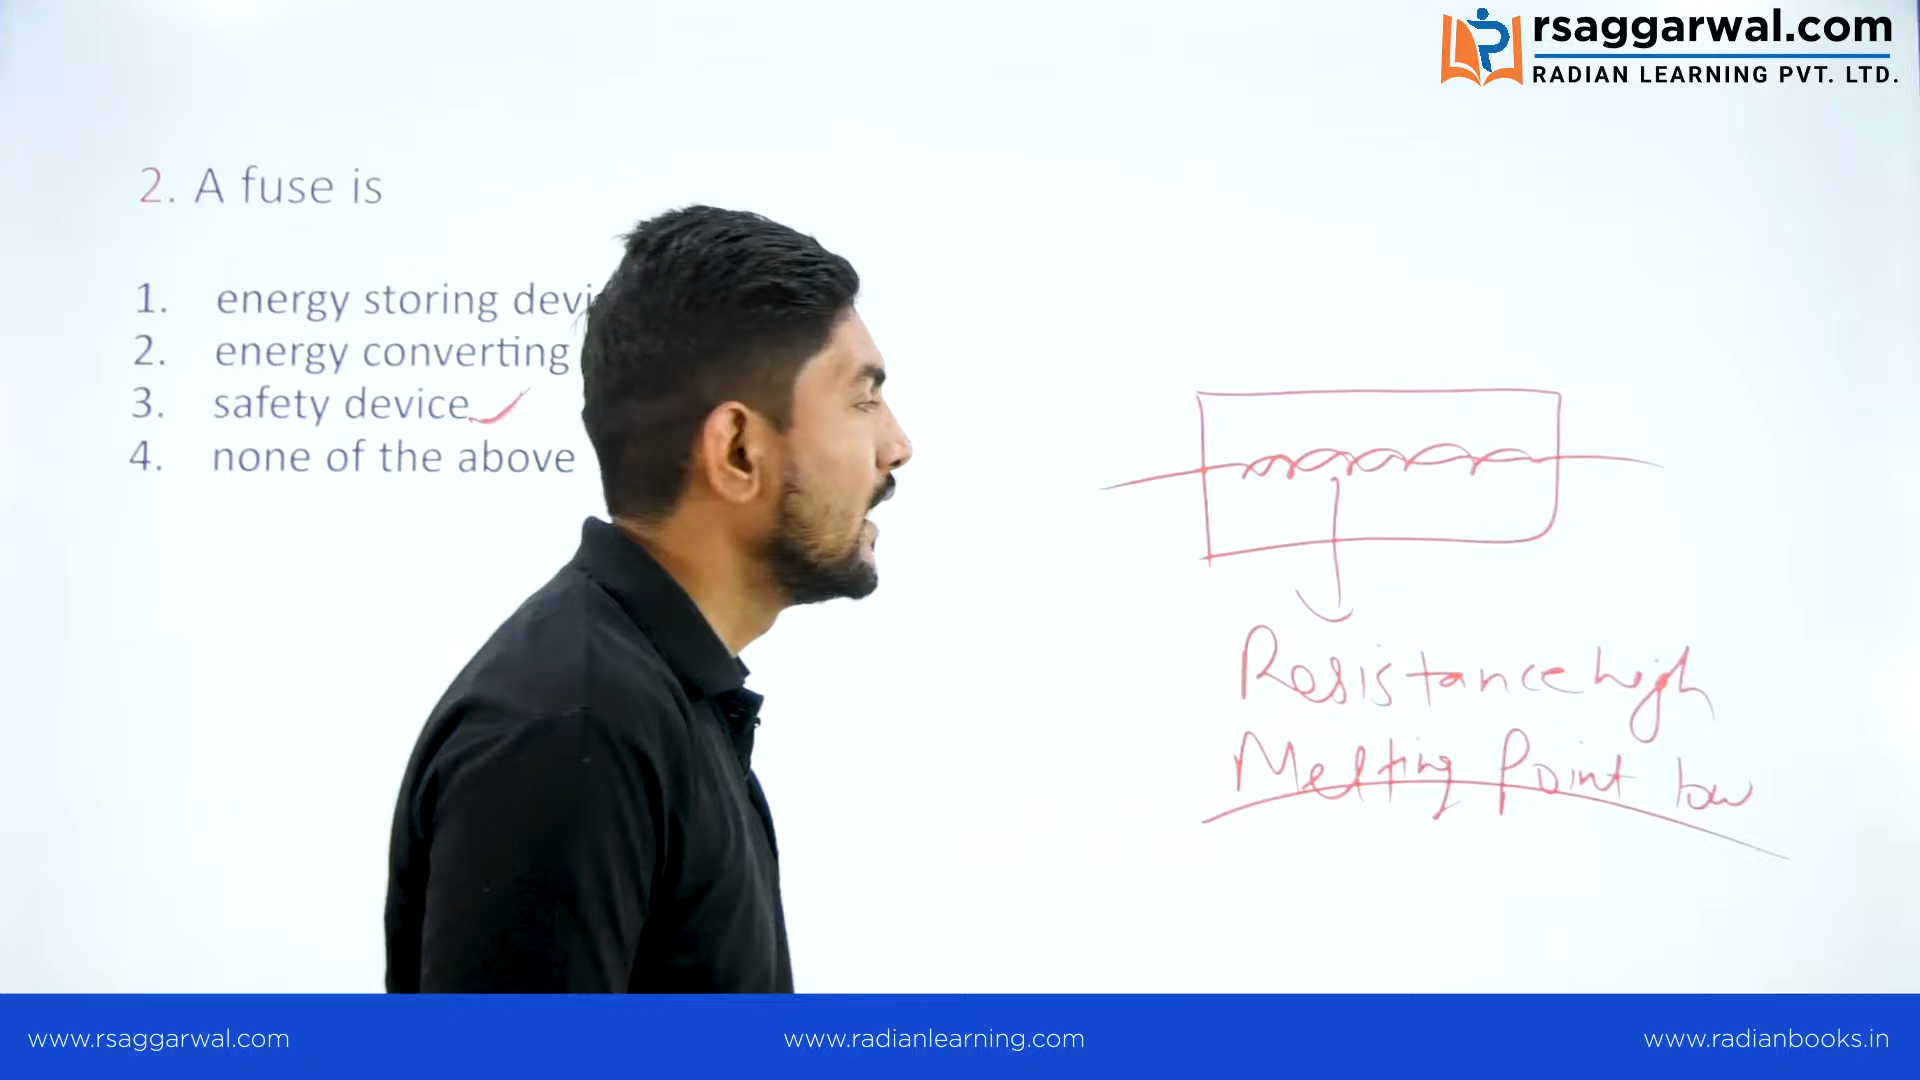 rsaggarwal.com
RADIAN LEARNING PVT. LTD.
2. A fuse is
1. energy storing
2. energy converting
3. safety device
4. none of the above
Resistance high
Melting Point low
www.rsaggarwal.com
www.radianlearning.com
www.radianbooks.in